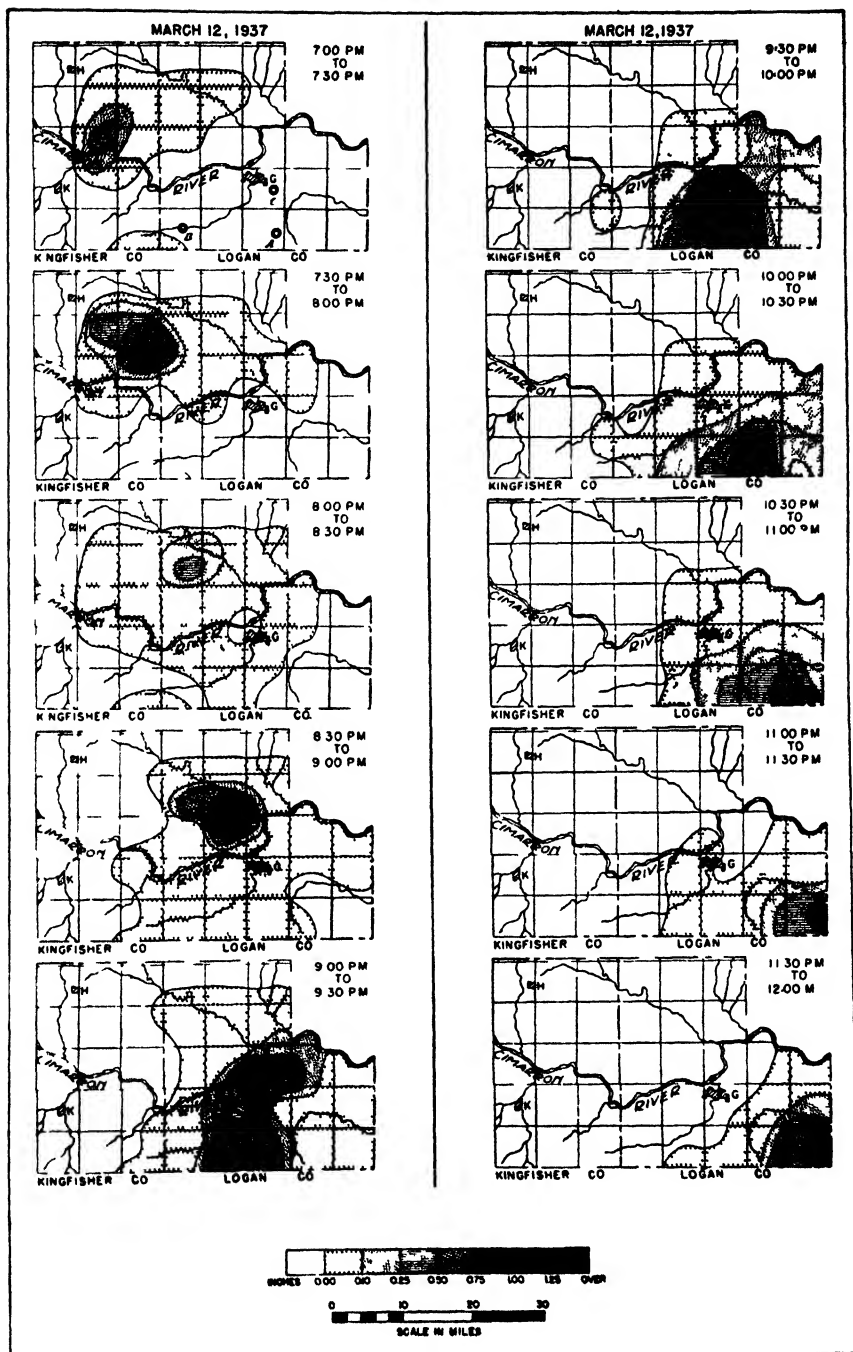 MARCH 12, 1937
7:00 PM
TO
7:30 PM
H
CIMARRON
RIVER
K
G
C
B
A
KINGFISHER CO LOGAN CO
7:30 PM
TO
8:00 PM
H
CIMARRON
RIVER
K
G
KINGFISHER CO LOGAN CO
8:00 PM
TO
8:30 PM
H
RIVER
K
G
KINGFISHER CO LOGAN CO.
8:30 PM
TO
9:00 PM
H
CIMARRON
RIVER
K
G
KINGFISHER CO LOGAN CO
9:00 PM
TO
9:30 PM
H
CIMARRON
K
KINGFISHER CO LOGAN CO
MARCH 12, 1937
9:30 PM
TO
10:00 PM
H
CIMARRON
RIVER
K
KINGFISHER CO LOGAN CO
10:00 PM
TO
10:30 PM
H
CIMARRON
RIVER
K
KINGFISHER CO LOGAN CO
10:30 PM
TO
11:00 PM
H
CIMARRON
RIVER
K
G
KINGFISHER CO LOGAN CO
11:00 PM
TO
11:30 PM
H
CIMARRON
RIVER
K
G
KINGFISHER CO LOGAN CO
11:30 PM
TO
12:00 M
H
CIMARRON
RIVER
K
G
KINGFISHER CO LOGAN CO
INCHES 0.00 0.10 0.25 0.50 0.75 1.00 1.25 OVER
0 10 20 30
SCALE IN MILES